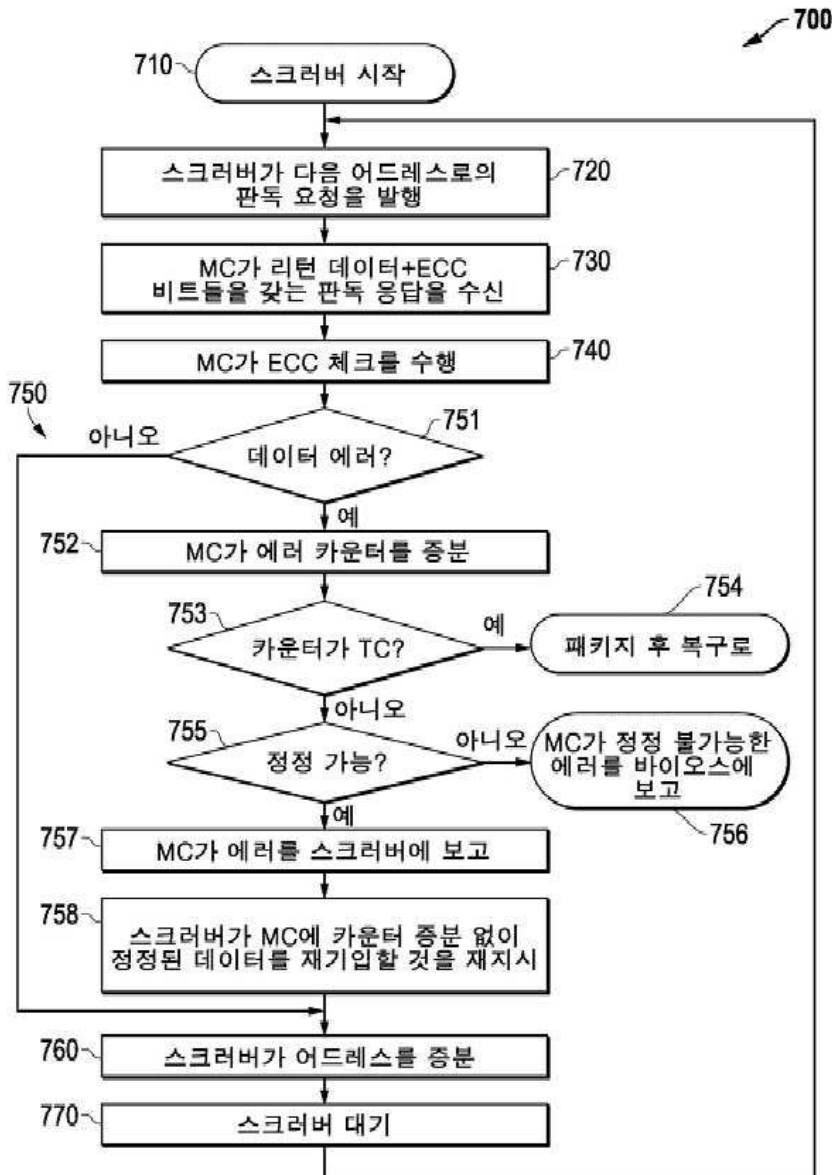 700
710
스크러버 시작
스크러버가 다음 어드레스로의
판독 요청을 발행
720
MC가 리턴 데이터+ECC
비트들을 갖는 판독 응답을 수신
730
MC가 ECC 체크를 수행
740
750
751
아니오
데이터 에러?
예
752
MC가 에러 카운터를 증분
753
카운터가 TC?
예
754
패키지 후 복구로
아니오
755
정정 가능?
아니오
MC가 정정 불가능한
에러를 바이오스에
보고
756
예
757
MC가 에러를 스크러버에 보고
758
스크러버가 MC에 카운터 증분 없이
정정된 데이터를 재기입할 것을 재지시
760
스크러버가 어드레스를 증분
770
스크러버 대기